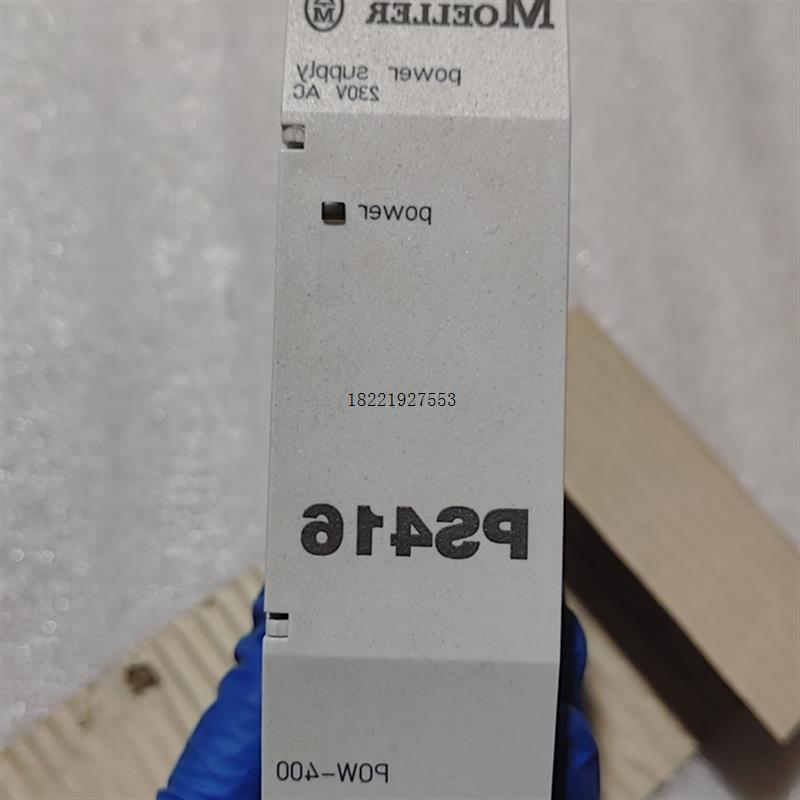 MOELLER
power supply
230V AC
power
18221927553
PS416
POW-400